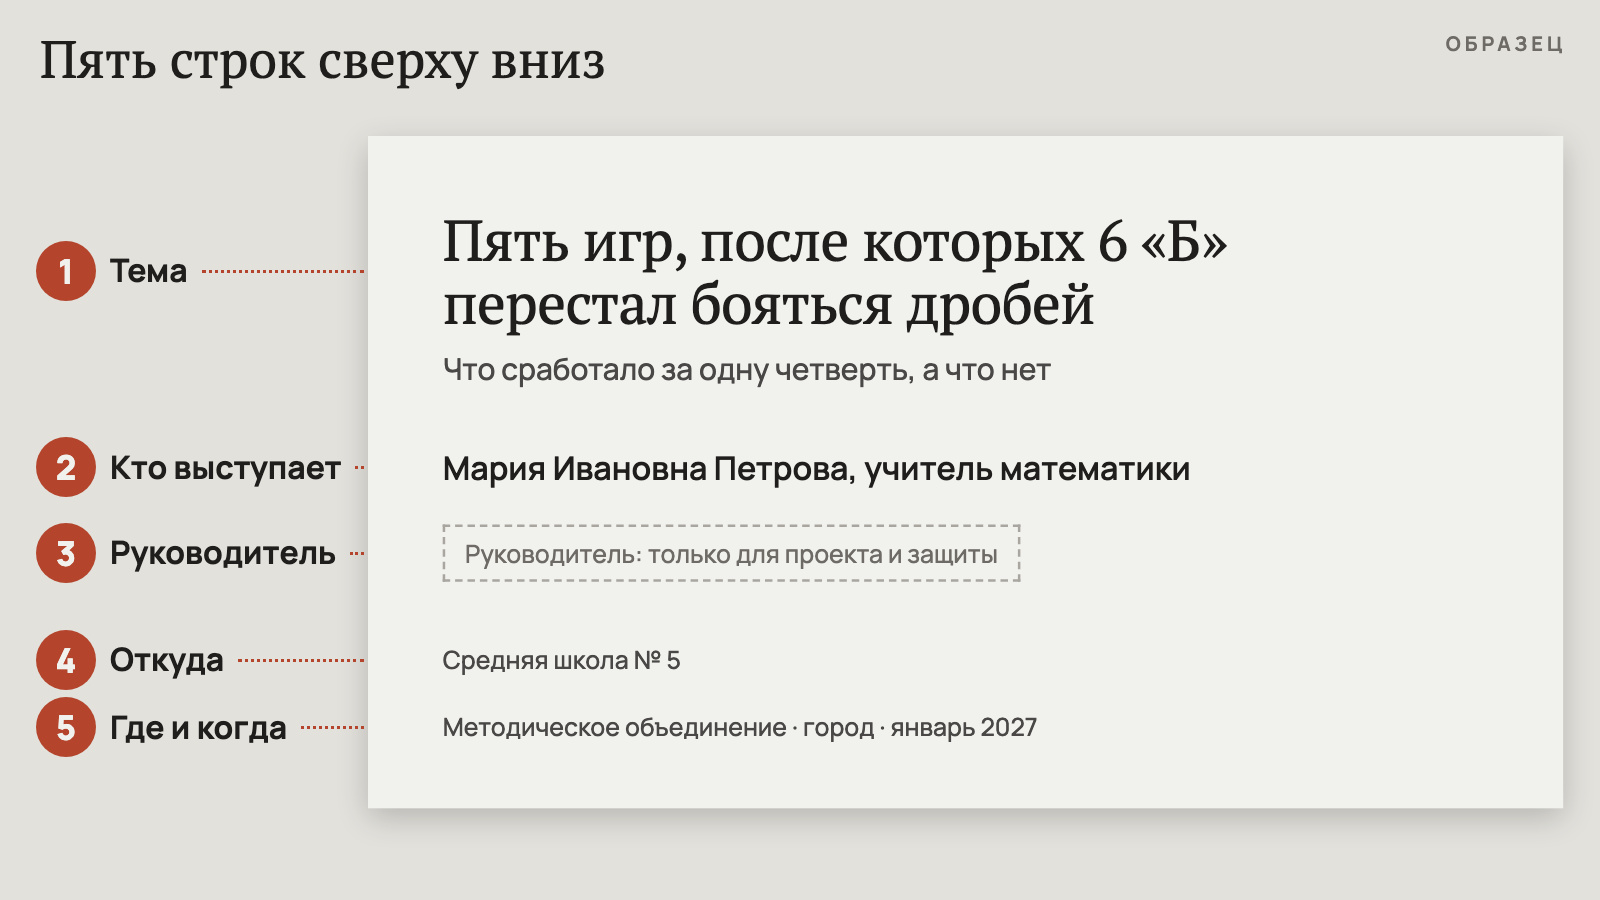 Пять строк сверху вниз
ОБРАЗЕЦ
1 Тема
Пять игр, после которых 6 «Б»
перестал бояться дробей
Что сработало за одну четверть, а что нет
2 Кто выступает
Мария Ивановна Петрова, учитель математики
3 Руководитель
Руководитель: только для проекта и защиты
4 Откуда
Средняя школа № 5
5 Где и когда
Методическое объединение · город · январь 2027